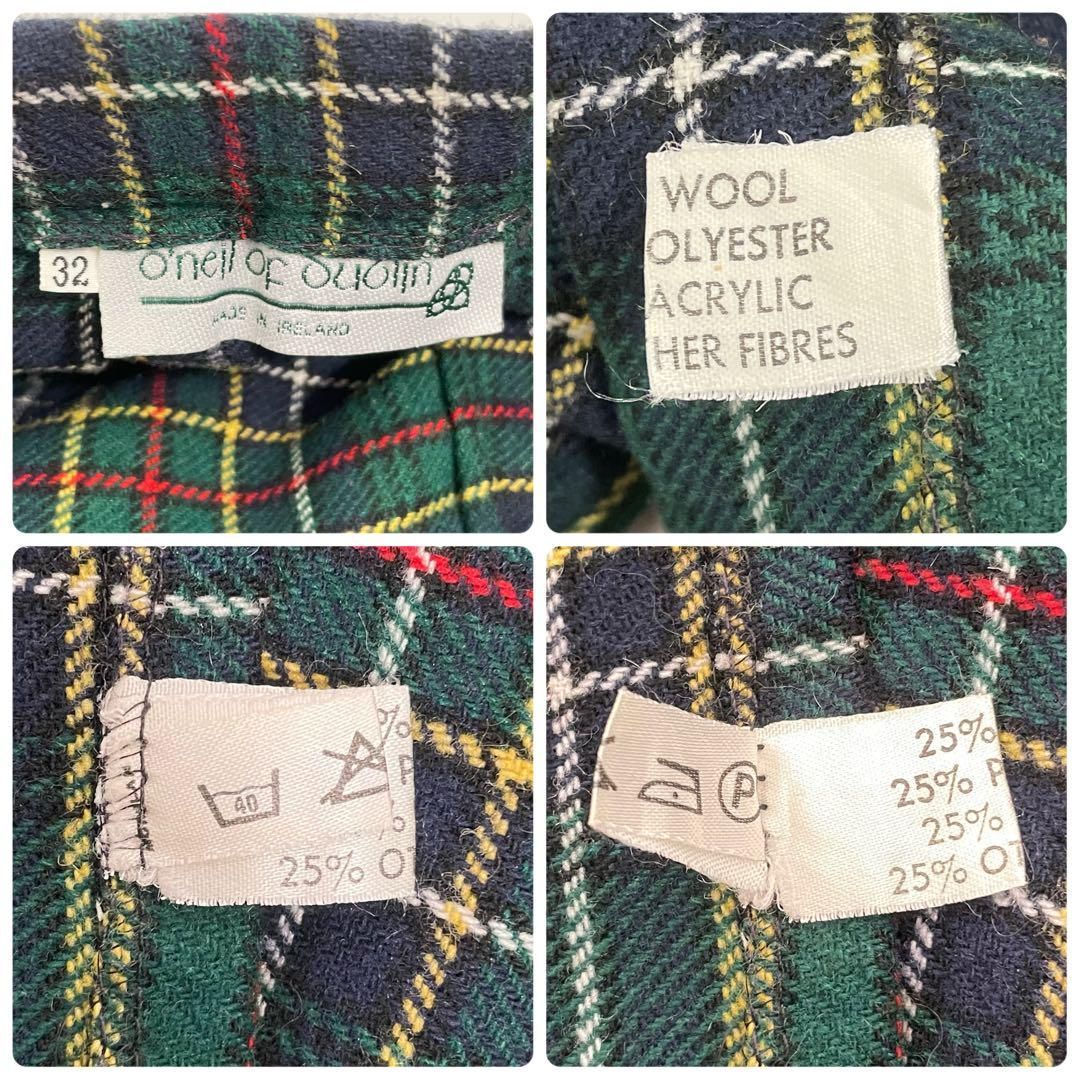 32
o'neill of Dublin
MADE IN IRELAND
WOOL
OLYESTER
ACRYLIC
HER FIBRES
40
%
P
%
25% OT
P
25%
25% P
25%
25% OT